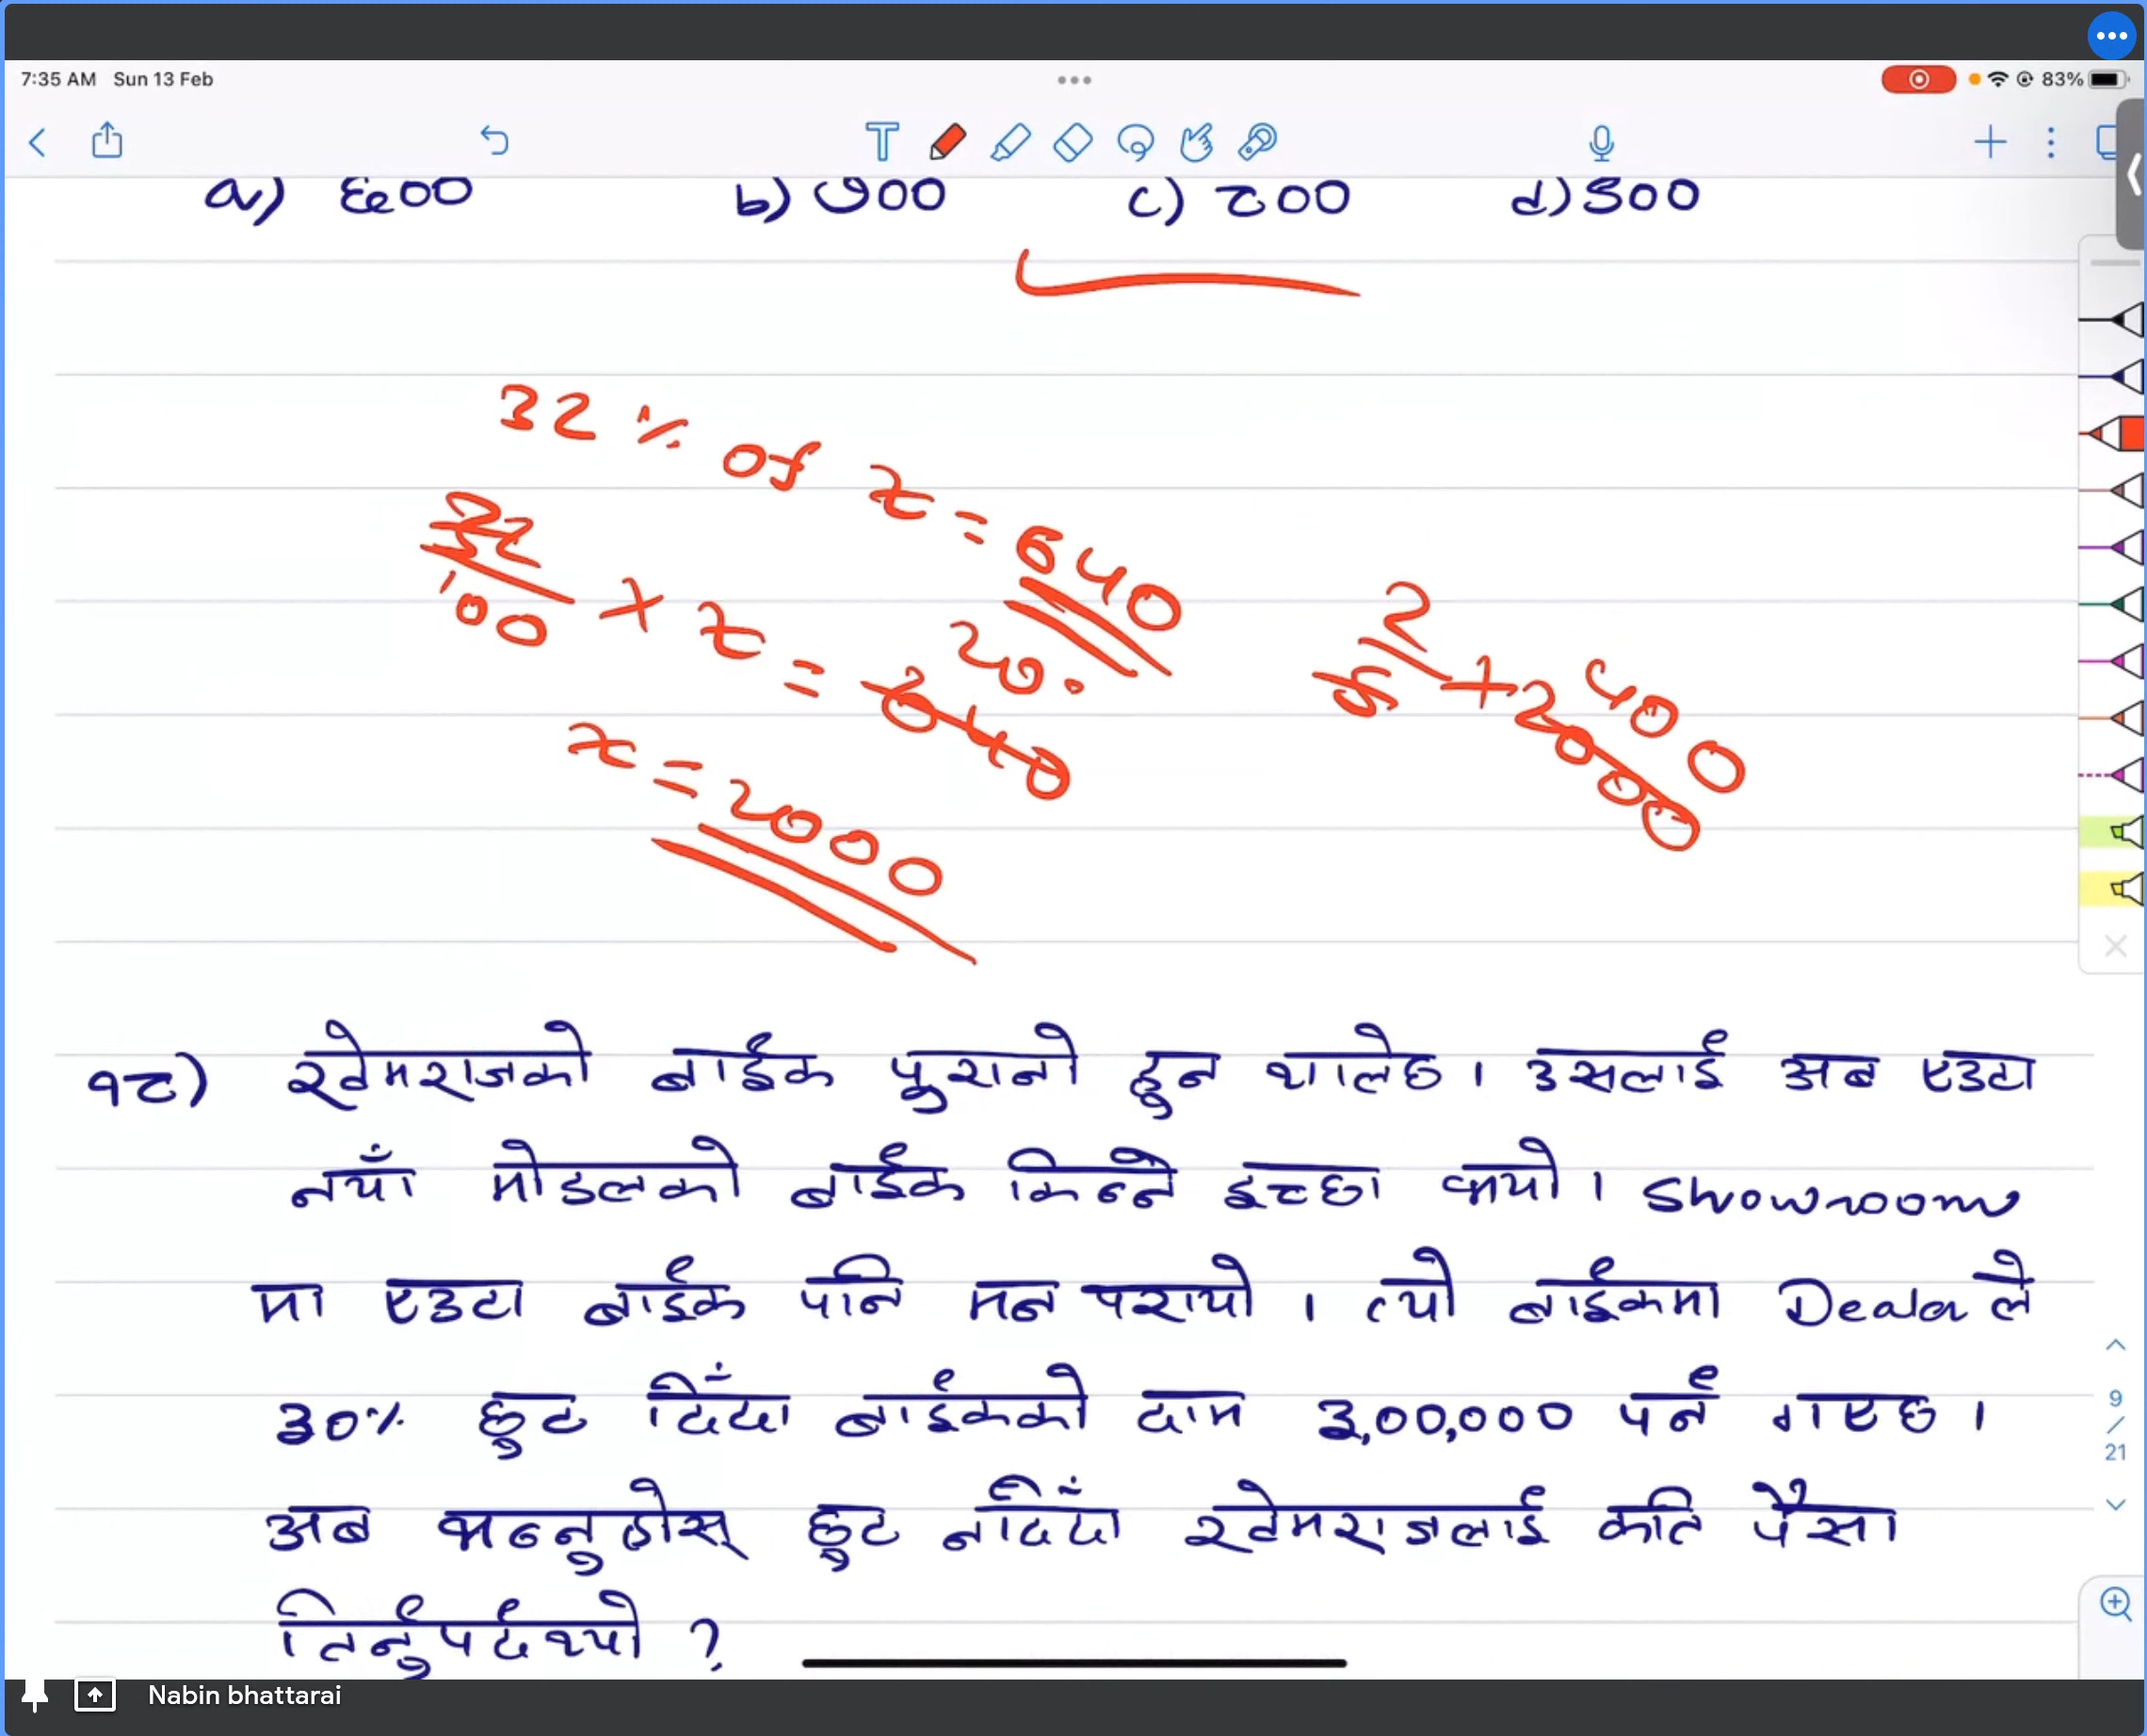 7:35 AM Sun 13 Feb
83%
a) ६००
b) ७००
c) ८००
d) ९००
32 % of x = 640
32/100 × x = 640
20
x = 2000
2/5 × 2000
400
१८) खेमराजको बाईक पुरानो हुन थालेछ । उसलाई अब एउटा
नयाँ मोडलको बाईक किन्ने इच्छा भयो । Showroom
मा एउटा बाईक पनि मन परायो । त्यो बाईकमा Dealer ले
30% छुट दिँदा बाईकको दाम 3,00,000 पर्न गएछ ।
अब भन्नुहोस् छुट नदिँदा खेमराजलाई कति पैसा
तिर्नुपर्दथ्यो ?
9
/
21
Nabin bhattarai